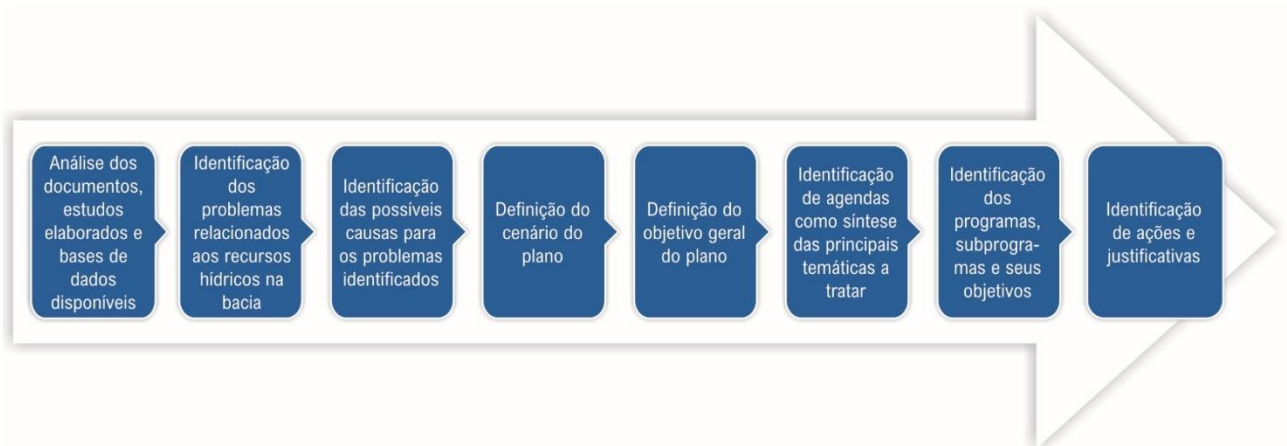 Análise dos
documentos,
estudos
elaborados e
bases de
dados
disponíveis
Identificação
dos
problemas
relacionados
aos recursos
hídricos na
bacia
Identificação
das possíveis
causas para
os problemas
identificados
Definição do
cenário do
plano
Definição do
objetivo geral
do plano
Identificação
de agendas
como síntese
das principais
temáticas a
tratar
Identificação
dos
programas,
subprogra-
mas e seus
objetivos
Identificação
de ações e
justificativas